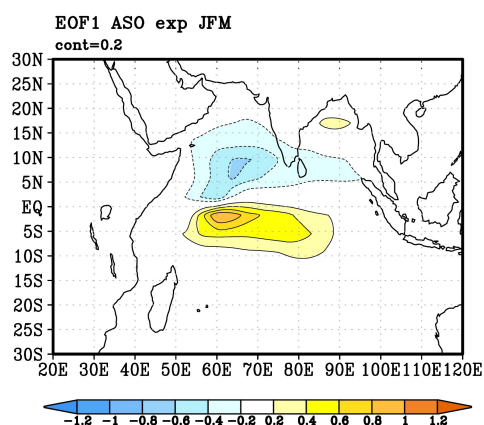 EOF1 ASO exp JFM
cont=0.2
30N
25N
20N
15N
10N
5N
EQ
5S
10S
15S
20S
25S
30S
20E 30E 40E 50E 60E 70E 80E 90E 100E 110E 120E
-1.2 -1 -0.8 -0.6 -0.4 -0.2 0.2 0.4 0.6 0.8 1 1.2